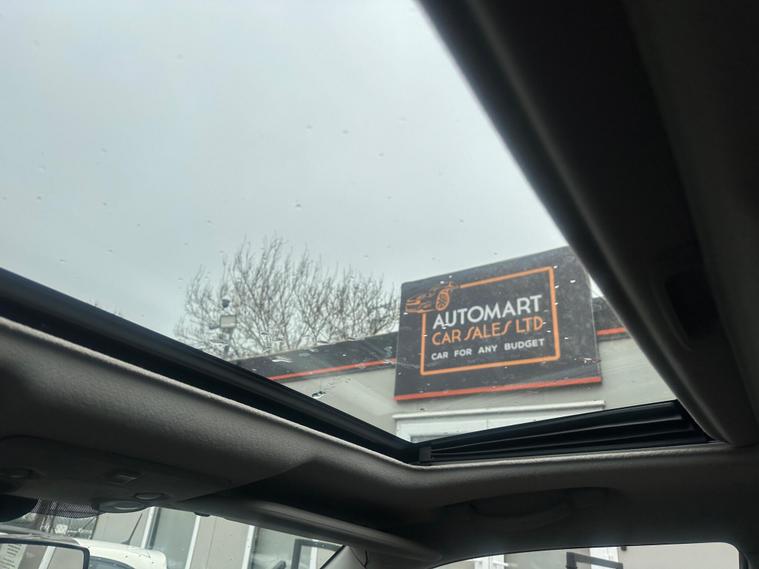 AUTOMART
CAR SALES LTD
CAR FOR ANY BUDGET